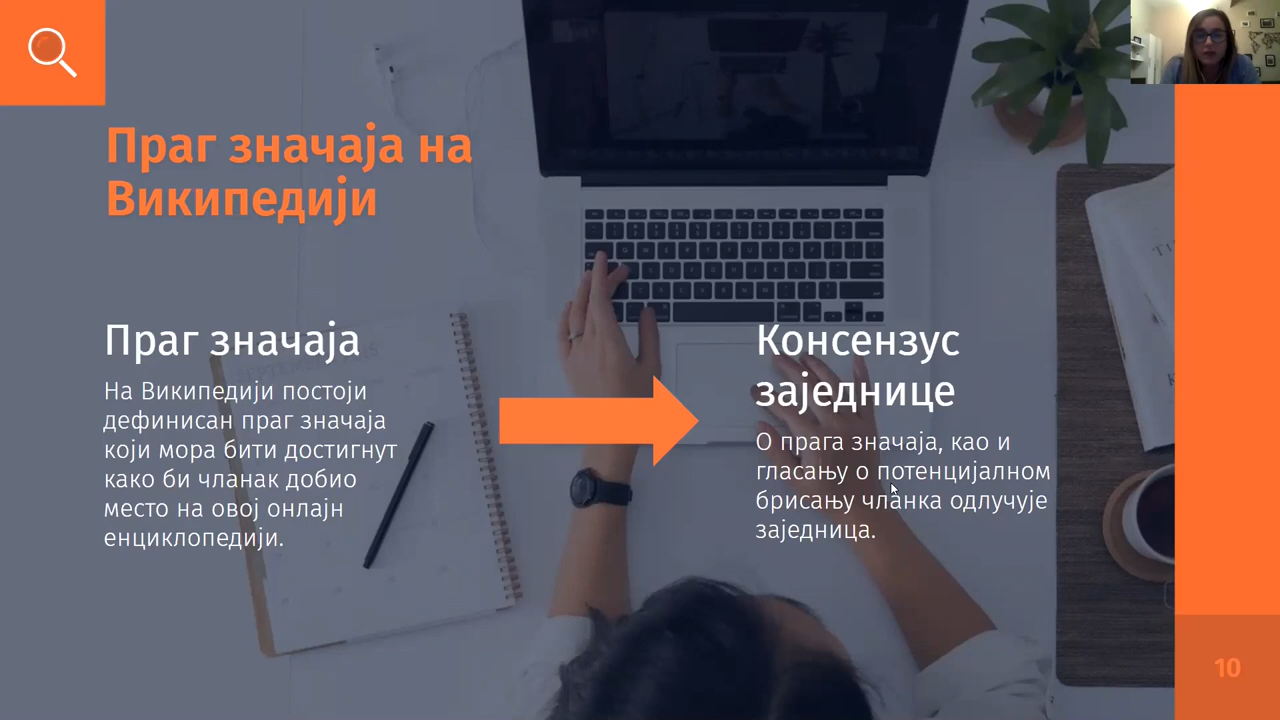 Праг значаја на
Википедији
Праг значаја
На Википедији постоји
дефинисан праг значаја
који мора бити достигнут
како би чланак добио
место на овој онлајн
енциклопедији.
Консензус
заједнице
О прага значаја, као и
гласању о потенцијалном
брисању чланка одлучује
заједница.
10